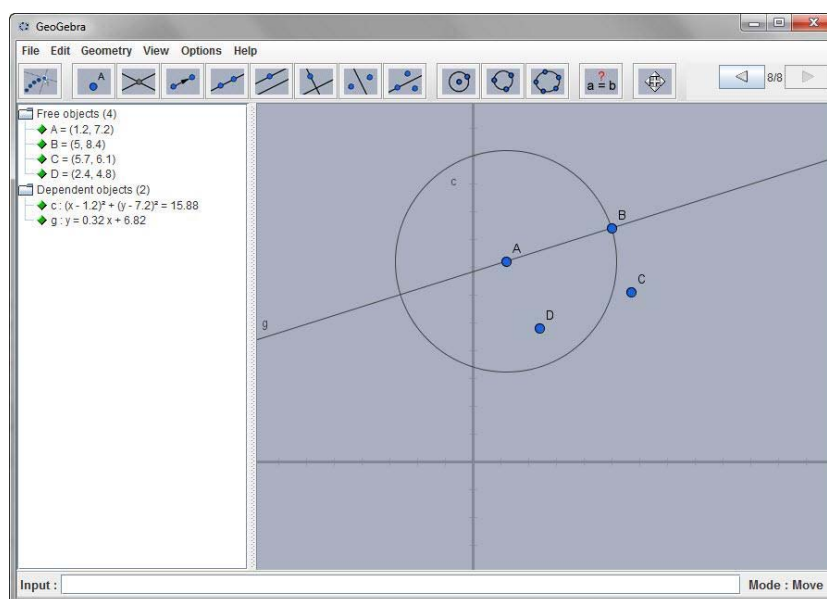 GeoGebra
File Edit Geometry View Options Help
A
?
a = b
8/8
Free objects (4)
A = (1.2, 7.2)
B = (5, 8.4)
C = (5.7, 6.1)
D = (2.4, 4.8)
Dependent objects (2)
c : (x - 1.2)² + (y - 7.2)² = 15.88
g : y = 0.32 x + 6.82
c
B
A
C
D
g
Input :
Mode : Move